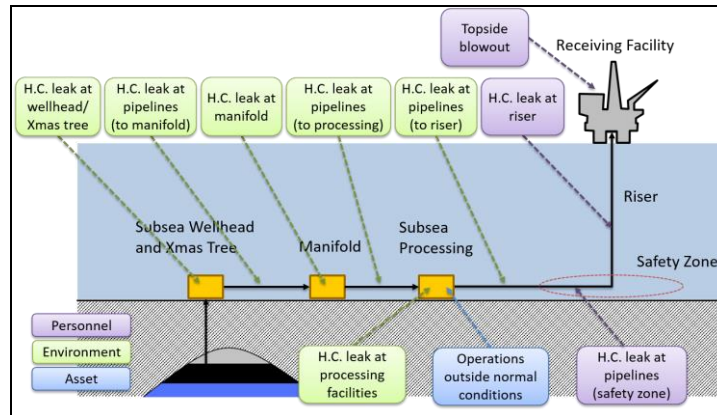 Topside
blowout
Receiving Facility
H.C. leak at
wellhead/
Xmas tree
H.C. leak at
pipelines
(to manifold)
H.C. leak at
manifold
H.C. leak at
pipelines
(to processing)
H.C. leak at
pipelines
(to riser)
H.C. leak at
riser
Riser
Subsea Wellhead
and Xmas Tree
Manifold
Subsea
Processing
Safety Zone
Personnel
Environment
Asset
H.C. leak at
processing
facilities
Operations
outside normal
conditions
H.C. leak at
pipelines
(safety zone)